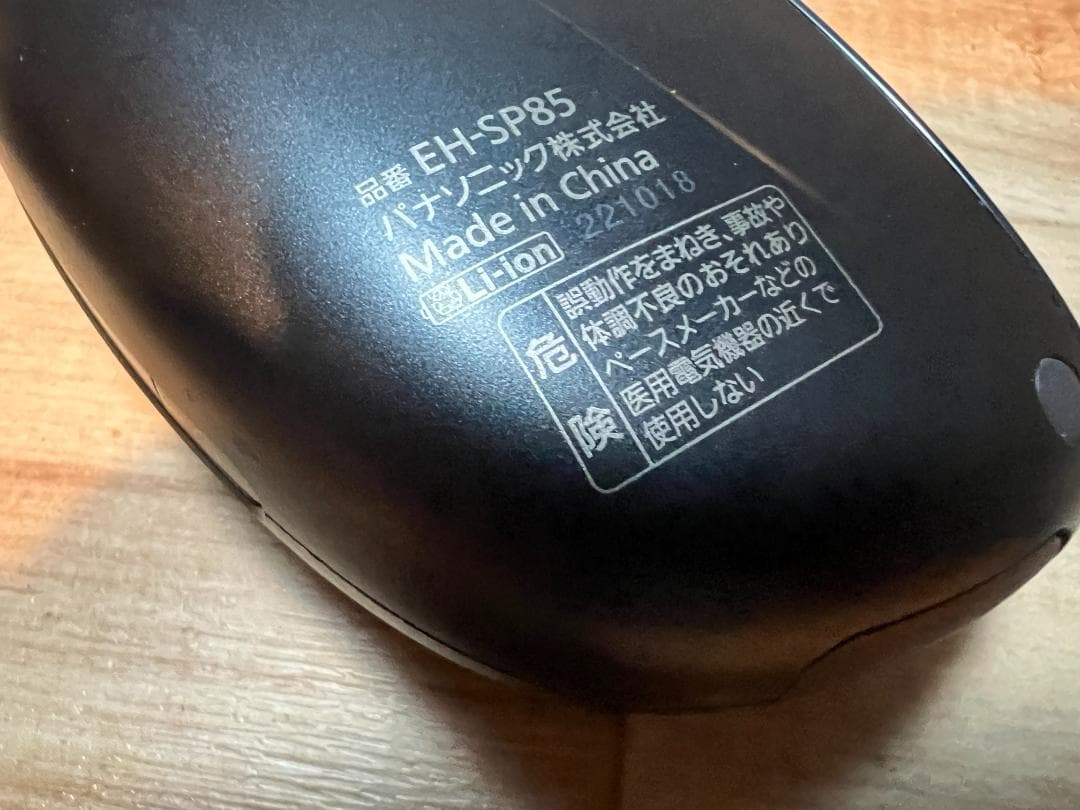 品番 EH-SP85
パナソニック株式会社
Made in China
Li-ion 221018
危険
誤動作をまねき、事故や
体調不良のおそれあり
ペースメーカーなどの
医用電気機器の近くで
使用しない